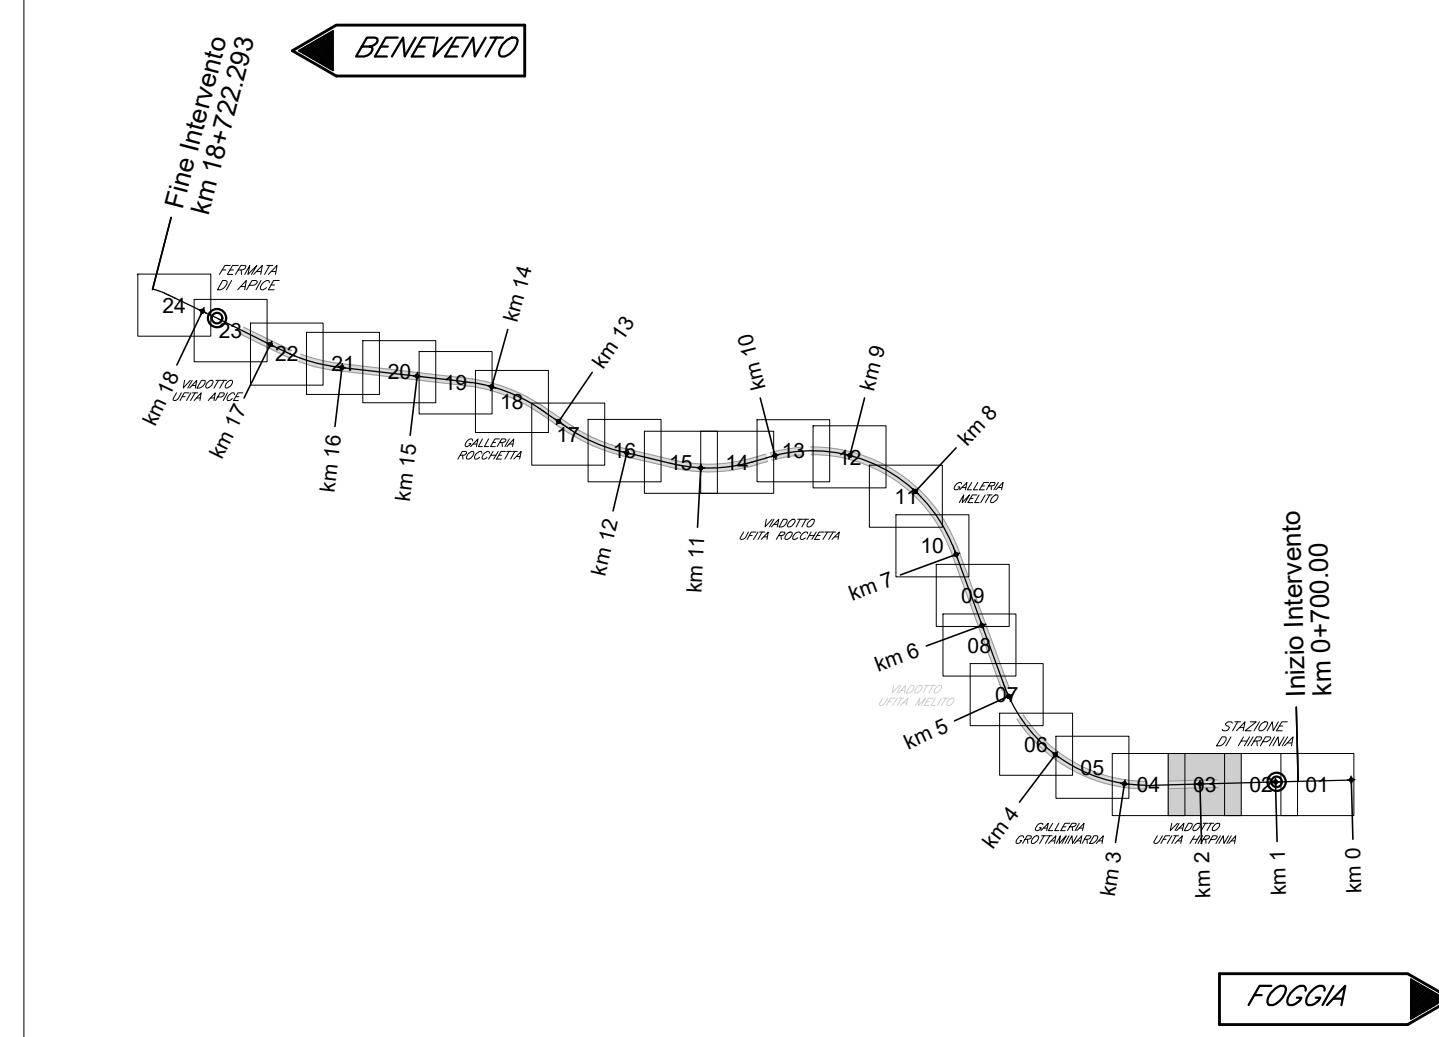 BENEVENTO
Fine Intervento
km 18+722.293
FERMATA
DI APICE
24
23
22
21
20
19
18
17
16
15
14
13
12
11
10
09
08
07
06
05
04
03
02
01
km 18
km 17
km 16
km 15
km 14
km 13
km 12
km 11
km 10
km 9
km 8
km 7
km 6
km 5
km 4
km 3
km 2
km 1
km 0
VIADOTTO
UFITA APICE
GALLERIA
ROCCHETTA
VIADOTTO
UFITA ROCCHETTA
GALLERIA
MELITO
VIADOTTO
UFITA MELITO
GALLERIA
GROTTAMINARDA
VIADOTTO
UFITA HIRPINIA
STAZIONE
DI HIRPINIA
Inizio Intervento
km 0+700.00
FOGGIA